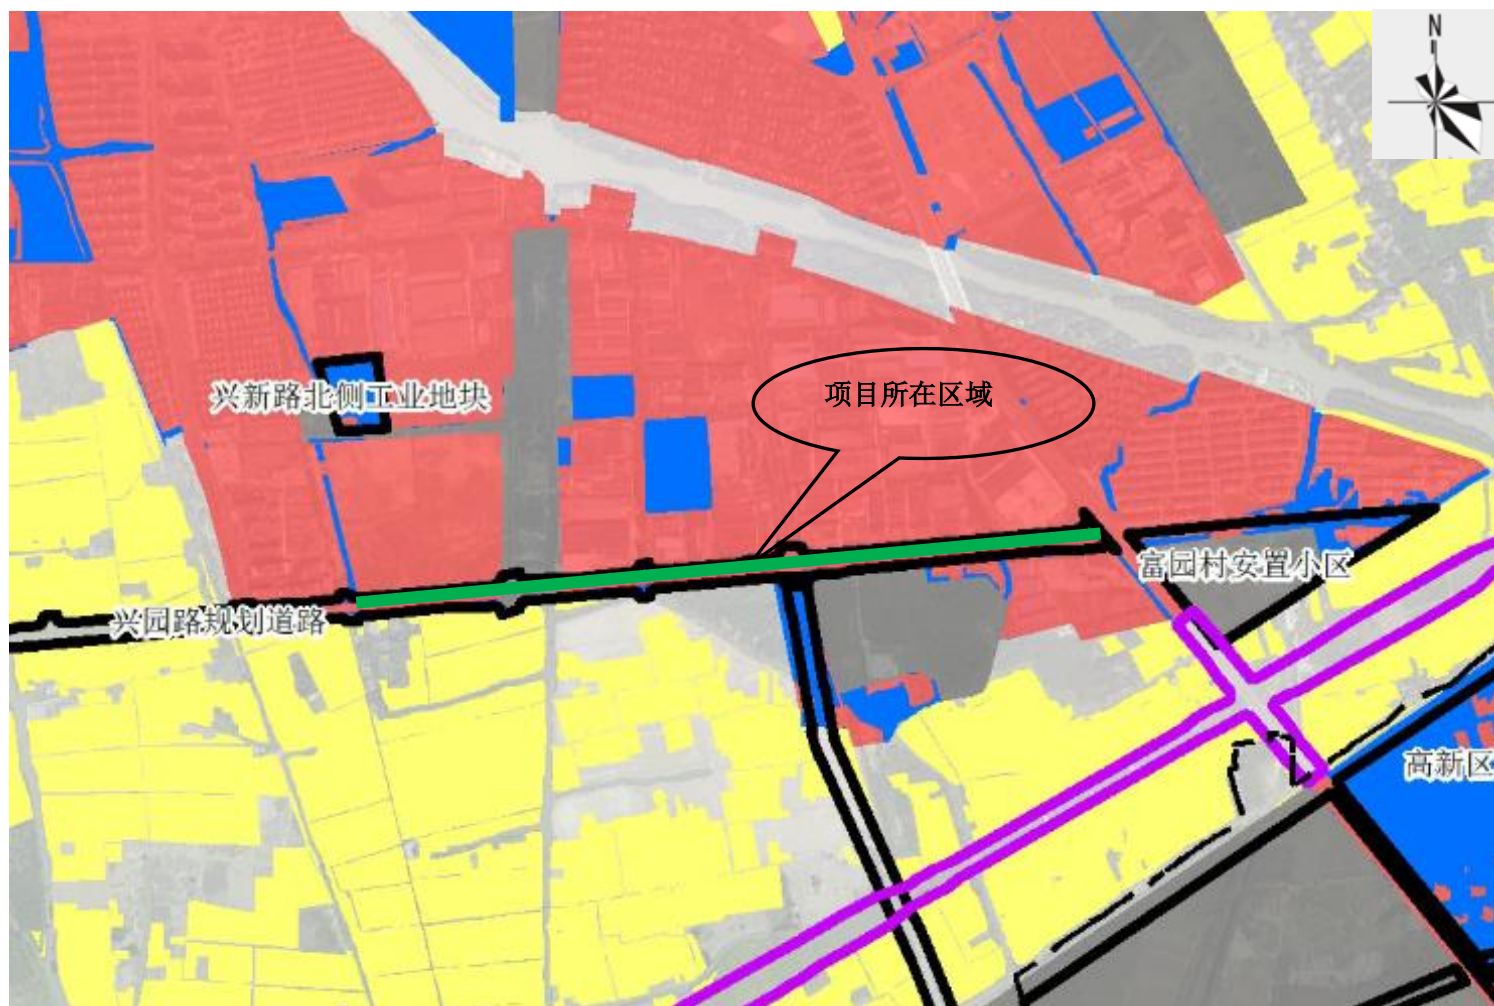 N
兴新路北侧工业地块
项目所在区域
富园村安置小区
兴园路规划道路
高新区